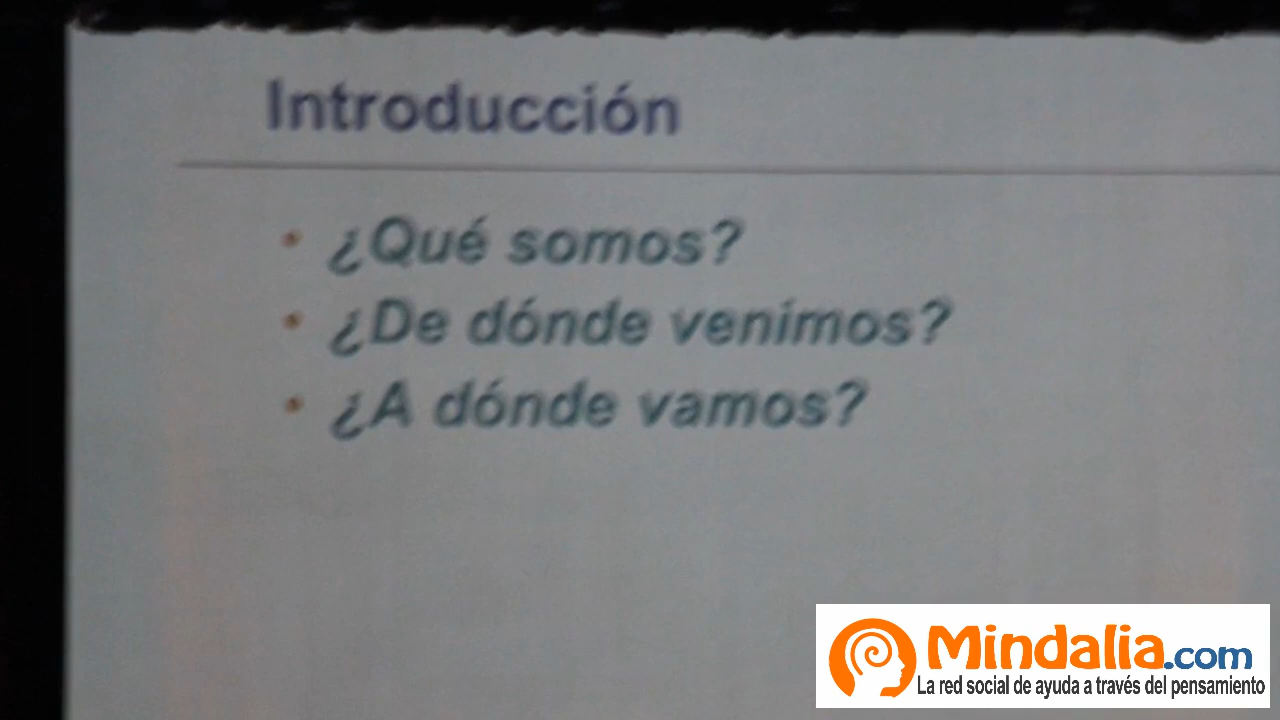 Introducción
• ¿Qué somos?
• ¿De dónde venimos?
• ¿A dónde vamos?
Mindalia.com
La red social de ayuda a través del pensamiento